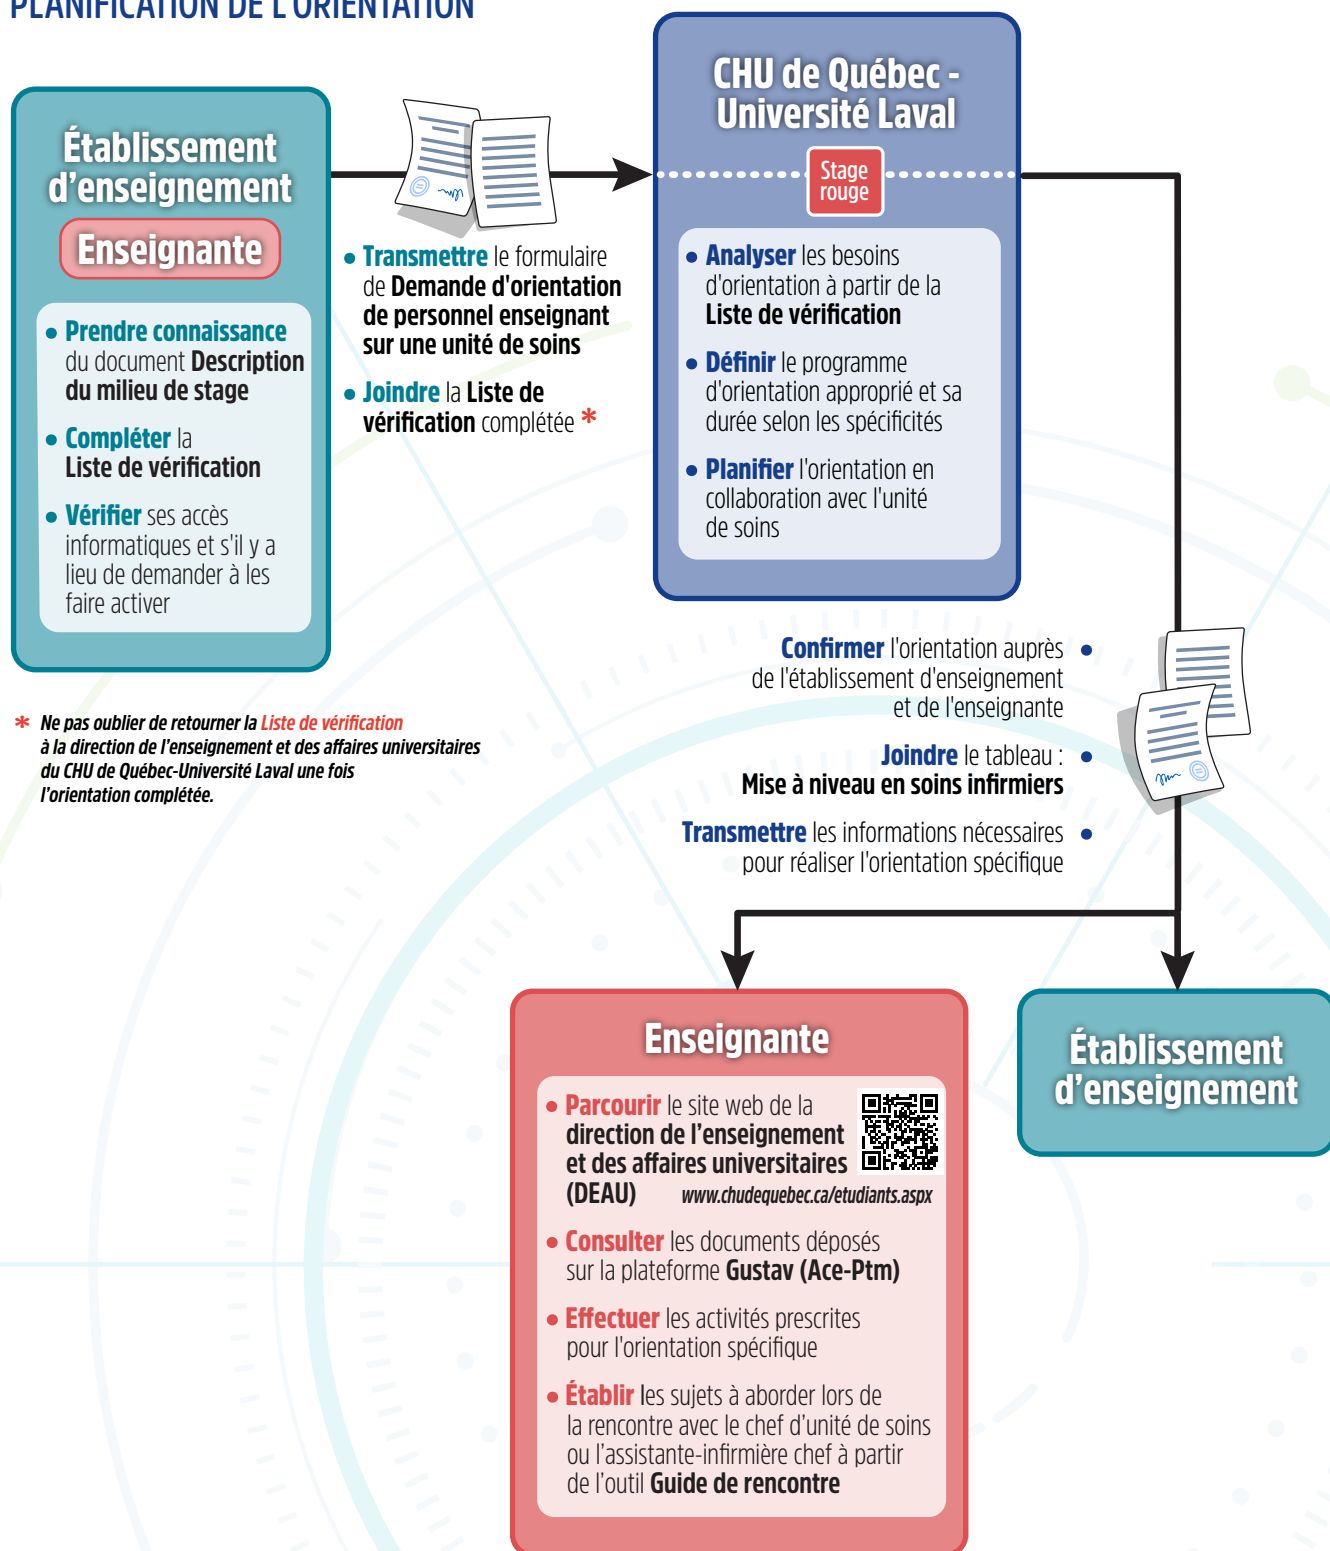 PLANIFICATION DE L'ORIENTATION
Établissement
d'enseignement
Enseignante
• Prendre connaissance
du document Description
du milieu de stage
• Compléter la
Liste de vérification
• Vérifier ses accès
informatiques et s'il y a
lieu de demander à les
faire activer
• Transmettre le formulaire
de Demande d'orientation
de personnel enseignant
sur une unité de soins
• Joindre la Liste de
vérification complétée *
CHU de Québec -
Université Laval
Stage
rouge
• Analyser les besoins
d'orientation à partir de la
Liste de vérification
• Définir le programme
d'orientation approprié et sa
durée selon les spécificités
• Planifier l'orientation en
collaboration avec l'unité
de soins
* Ne pas oublier de retourner la Liste de vérification
à la direction de l'enseignement et des affaires universitaires
du CHU de Québec-Université Laval une fois
l'orientation complétée.
Confirmer l'orientation auprès •
de l'établissement d'enseignement
et de l'enseignante
Joindre le tableau : •
Mise à niveau en soins infirmiers
Transmettre les informations nécessaires •
pour réaliser l'orientation spécifique
Enseignante
• Parcourir le site web de la
direction de l'enseignement
et des affaires universitaires
(DEAU) www.chudequebec.ca/etudiants.aspx
• Consulter les documents déposés
sur la plateforme Gustav (Ace-Ptm)
• Effectuer les activités prescrites
pour l'orientation spécifique
• Établir les sujets à aborder lors de
la rencontre avec le chef d'unité de soins
ou l'assistante-infirmière chef à partir
de l'outil Guide de rencontre
Établissement
d'enseignement